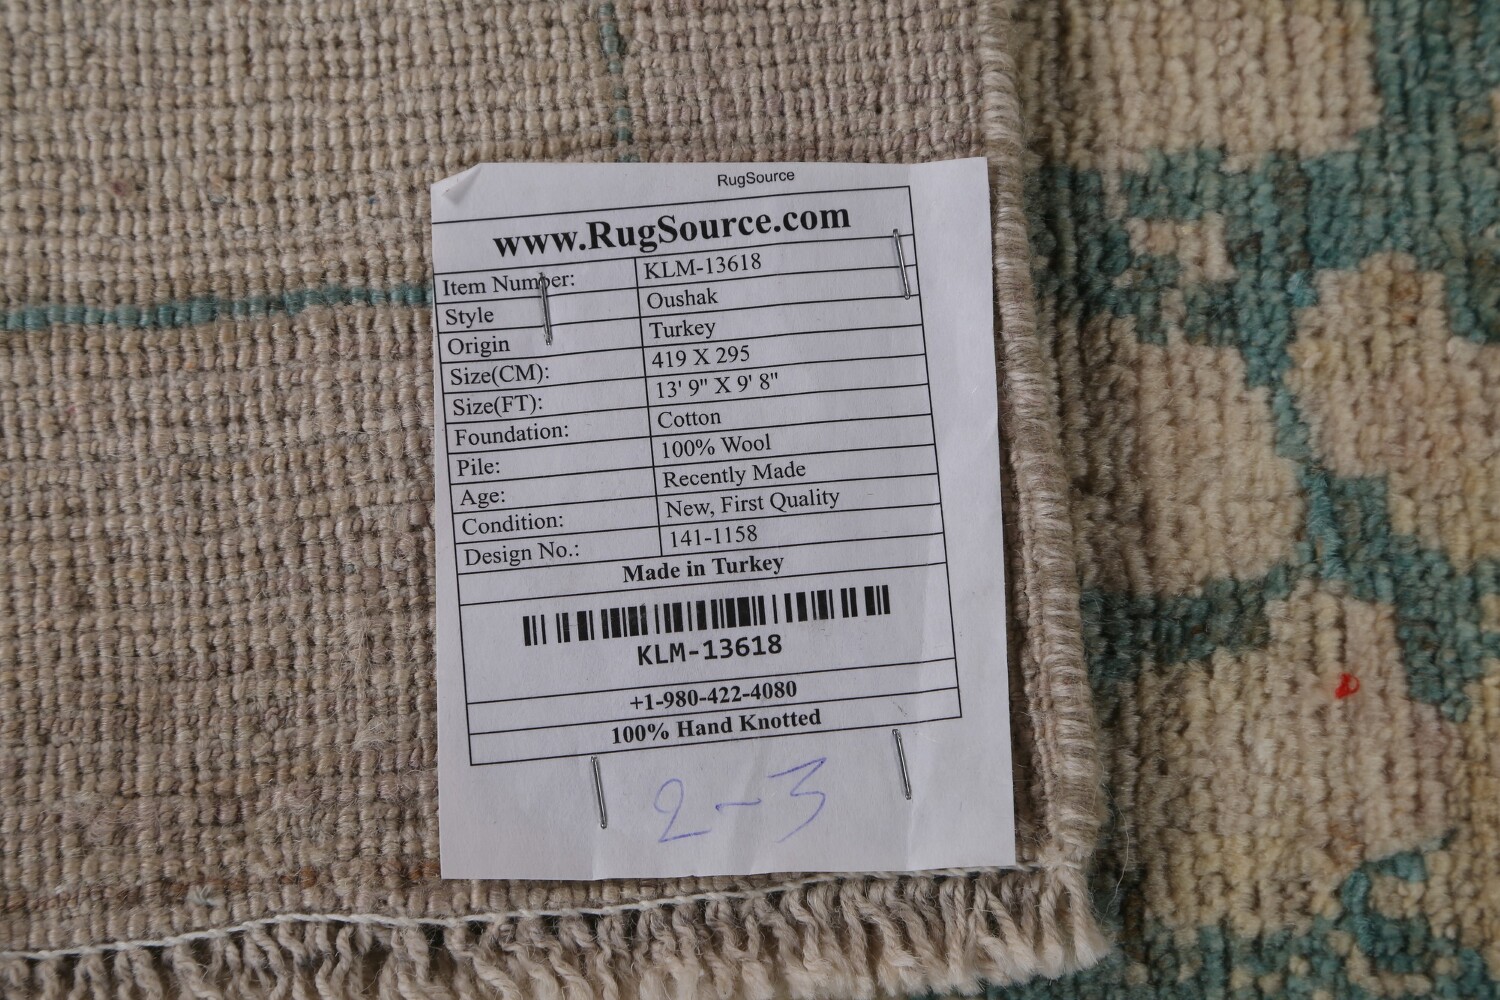 RugSource
www.RugSource.com
Item Number: KLM-13618
Style Oushak
Origin Turkey
Size(CM): 419 X 295
Size(FT): 13' 9" X 9' 8"
Foundation: Cotton
Pile: 100% Wool
Age: Recently Made
Condition: New, First Quality
Design No.: 141-1158
Made in Turkey
KLM-13618
+1-980-422-4080
100% Hand Knotted
2-3